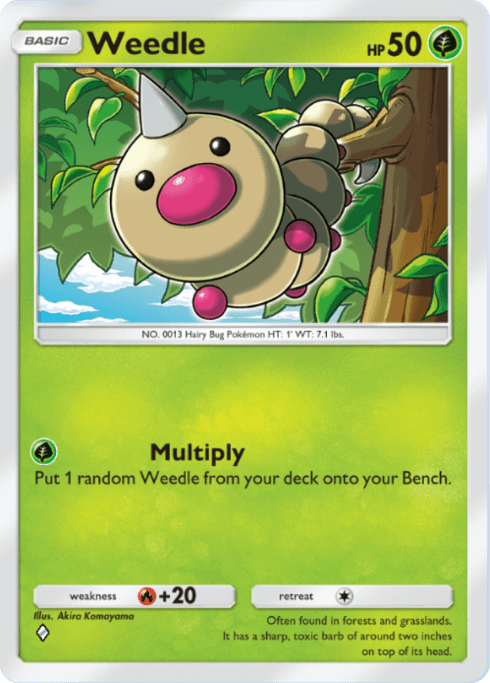 BASIC Weedle HP 50
NO. 0013 Hairy Bug Pokémon HT: 1' WT: 7.1 lbs.
Multiply
Put 1 random Weedle from your deck onto your Bench.
weakness +20 retreat
Illus. Akira Komayama
Often found in forests and grasslands.
It has a sharp, toxic barb of around two inches
on top of its head.